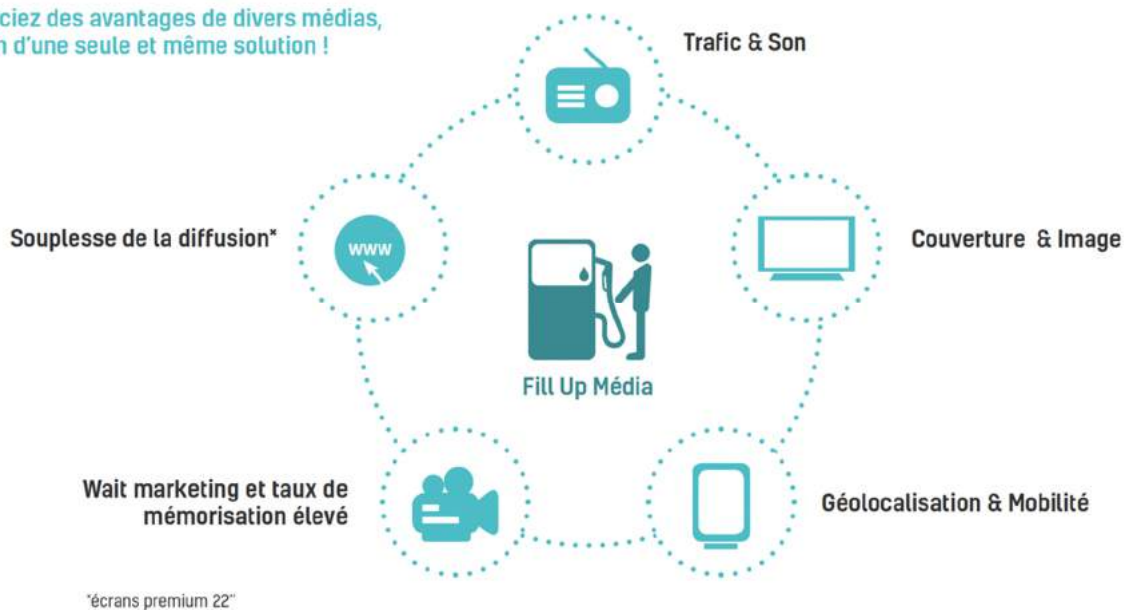 ciez des avantages de divers médias,
d'une seule et même solution !
Trafic & Son
Souplesse de la diffusion*
www
Couverture & Image
Fill Up Média
Wait marketing et taux de
mémorisation élevé
Géolocalisation & Mobilité
*écrans premium 22"